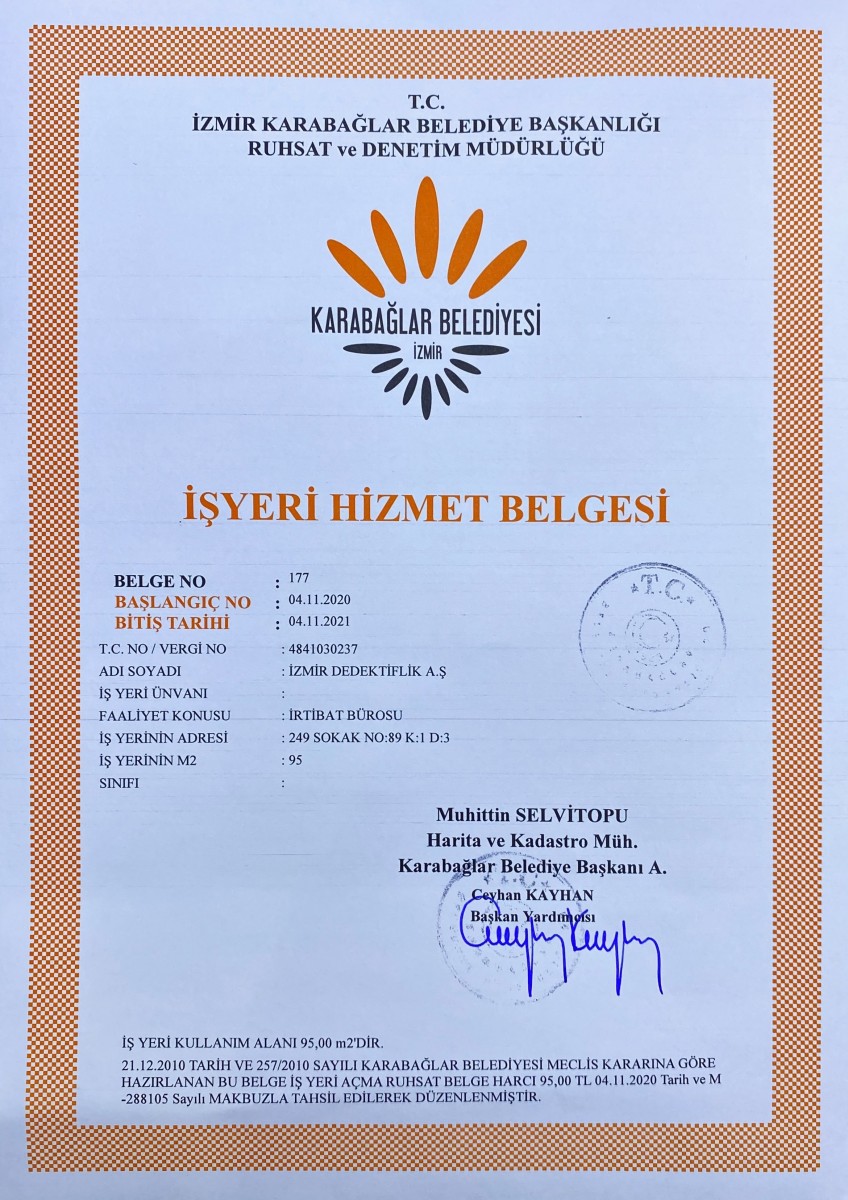 T.C.
İZMİR KARABAĞLAR BELEDİYE BAŞKANLIĞI
RUHSAT ve DENETİM MÜDÜRLÜĞÜ
KARABAĞLAR BELEDİYESİ
İZMİR
İŞYERİ HİZMET BELGESİ
BELGE NO : 177
BAŞLANGIÇ NO : 04.11.2020
BİTİŞ TARİHİ : 04.11.2021
T.C. NO / VERGİ NO : 4841030237
ADI SOYADI : İZMİR DEDEKTİFLİK A.Ş
İŞ YERİ ÜNVANI :
FAALİYET KONUSU : İRTİBAT BÜROSU
İŞ YERİNİN ADRESİ : 249 SOKAK NO:89 K:1 D:3
İŞ YERİNİN M2 : 95
SINIFI :
T.C.
Muhittin SELVİTOPU
Harita ve Kadastro Müh.
Karabağlar Belediye Başkanı A.
Ceyhan KAYHAN
Başkan Yardımcısı
İŞ YERİ KULLANIM ALANI 95,00 m2'DİR.
21.12.2010 TARİH VE 257/2010 SAYILI KARABAĞLAR BELEDİYESİ MECLİS KARARINA GÖRE
HAZIRLANAN BU BELGE İŞ YERİ AÇMA RUHSAT BELGE HARCI 95,00 TL 04.11.2020 Tarih ve M
-288105 Sayılı MAKBUZLA TAHSİL EDİLEREK DÜZENLENMİŞTİR.